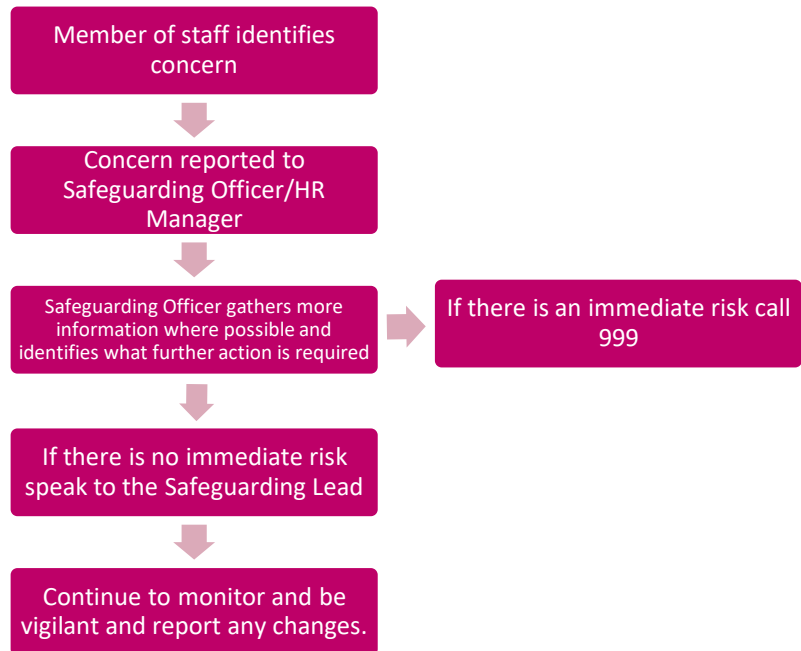 Member of staff identifies
concern
Concern reported to
Safeguarding Officer/HR
Manager
Safeguarding Officer gathers more
information where possible and
identifies what further action is required
If there is an immediate risk call
999
If there is no immediate risk
speak to the Safeguarding Lead
Continue to monitor and be
vigilant and report any changes.